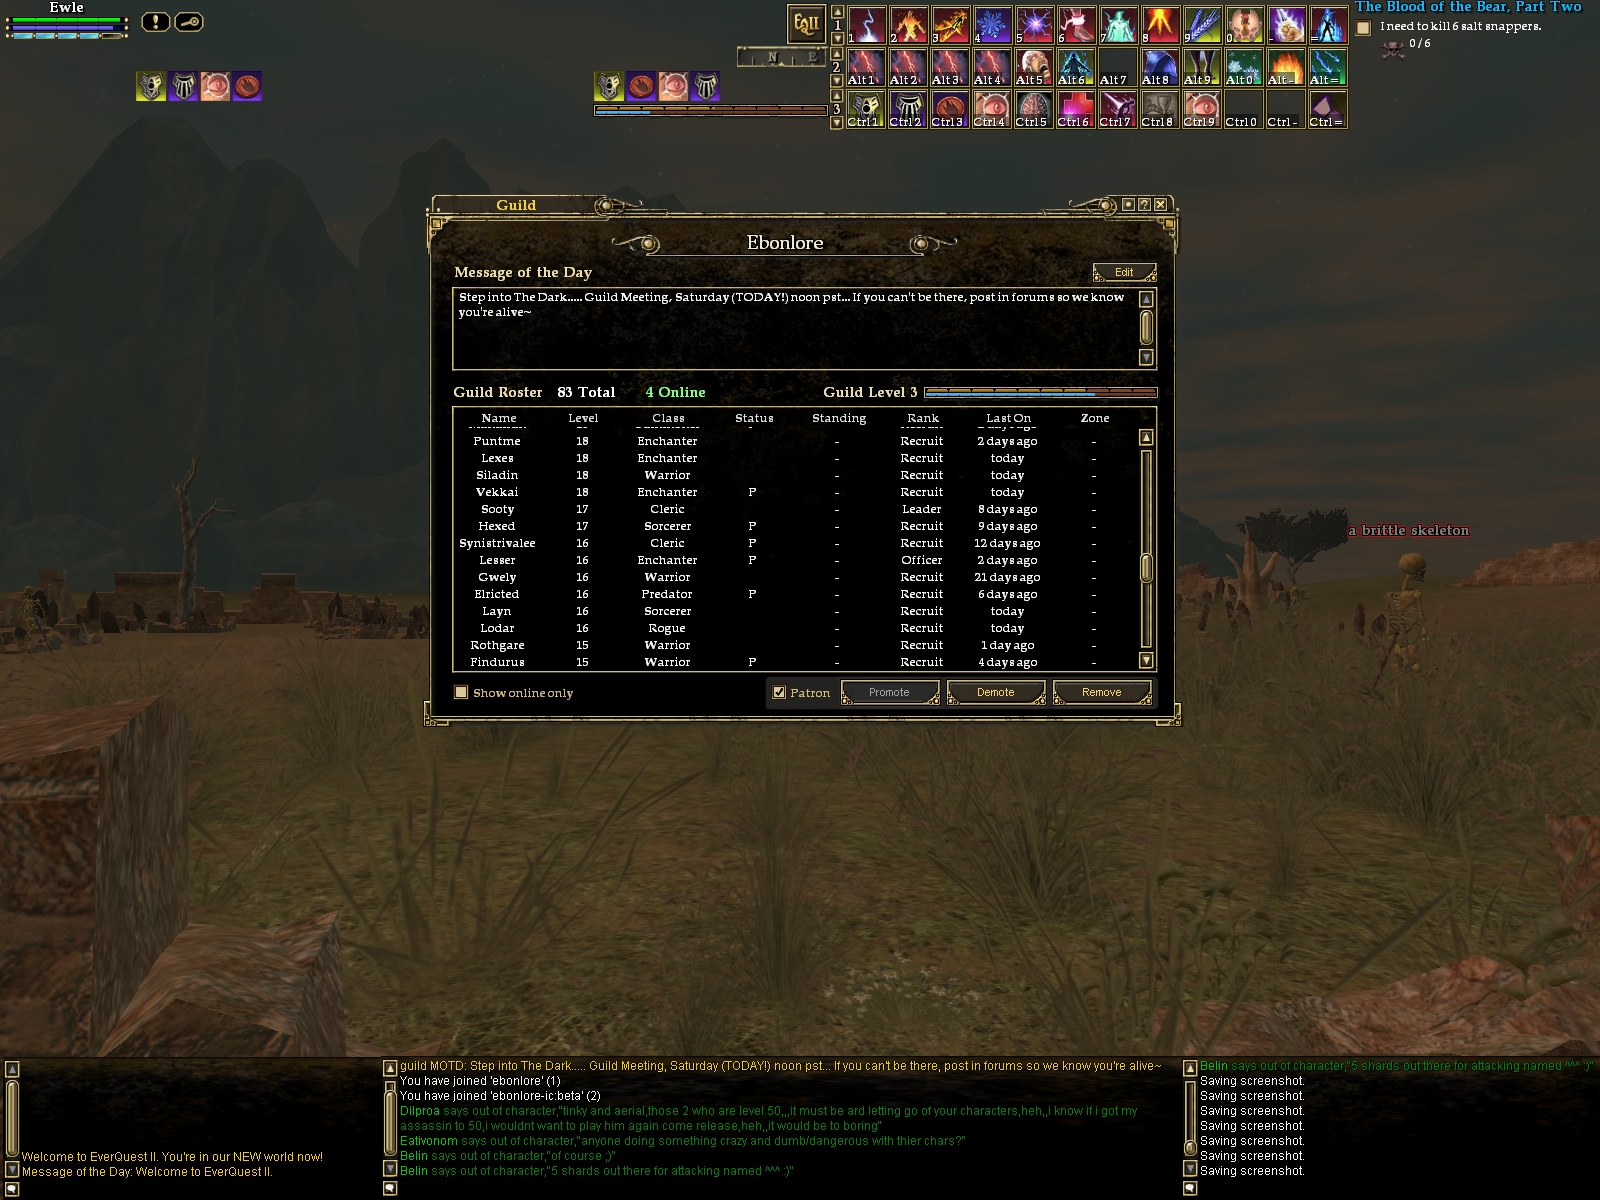 Ewle
EQII
1 2 3 4 5 6 7 8 9 0 - =
1
Alt1 Alt2 Alt3 Alt4 Alt5 Alt6 Alt7 Alt8 Alt9 Alt0 Alt- Alt=
2
Ctrl1 Ctrl2 Ctrl3 Ctrl4 Ctrl5 Ctrl6 Ctrl7 Ctrl8 Ctrl9 Ctrl0 Ctrl- Ctrl=
3
N E
The Blood of the Bear, Part Two
I need to kill 6 salt snappers.
0/6
Guild
Ebonlore
Message of the Day
Edit
Step into The Dark..... Guild Meeting, Saturday (TODAY!) noon pst... If you can't be there, post in forums so we know
you're alive~
Guild Roster 83 Total 4 Online Guild Level 3
Name Level Class Status Standing Rank Last On Zone
Puntme 18 Enchanter - Recruit 2 days ago -
Lexes 18 Enchanter - Recruit today -
Siladin 18 Warrior - Recruit today -
Vekkai 18 Enchanter P - Recruit today -
Sooty 17 Cleric - Leader 8 days ago -
Hexed 17 Sorcerer P - Recruit 9 days ago -
Synistrivalee 16 Cleric P - Recruit 12 days ago -
Lesser 16 Enchanter P - Officer 2 days ago -
Gwely 16 Warrior - Recruit 21 days ago -
Elricted 16 Predator P - Recruit 6 days ago -
Layn 16 Sorcerer - Recruit today -
Lodar 16 Rogue - Recruit today -
Rothgare 15 Warrior - Recruit 1 day ago -
Findurus 15 Warrior P - Recruit 4 days ago -
Show online only
Patron Promote Demote Remove
a brittle skeleton
Welcome to EverQuest II. You're in our NEW world now!
Message of the Day: Welcome to EverQuest II.
guild MOTD: Step into The Dark..... Guild Meeting, Saturday (TODAY!) noon pst... If you can't be there, post in forums so we know you're alive~
You have joined 'ebonlore' (1)
You have joined 'ebonlore-ic:beta' (2)
Dilproa says out of character,"tinky and aerial,those 2 who are level 50,,,it must be ard letting go of your characters,heh,,i know if i got my
assassin to 50,i wouldnt want to play him again come release,heh,,it would be to boring"
Eativonom says out of character,"anyone doing something crazy and dumb/dangerous with thier chars?"
Belin says out of character,"of course ;)"
Belin says out of character,"5 shards out there for attacking named ^^^ :)"
Belin says out of character,"5 shards out there for attacking named ^^^ :)"
Saving screenshot.
Saving screenshot.
Saving screenshot.
Saving screenshot.
Saving screenshot.
Saving screenshot.
Saving screenshot.